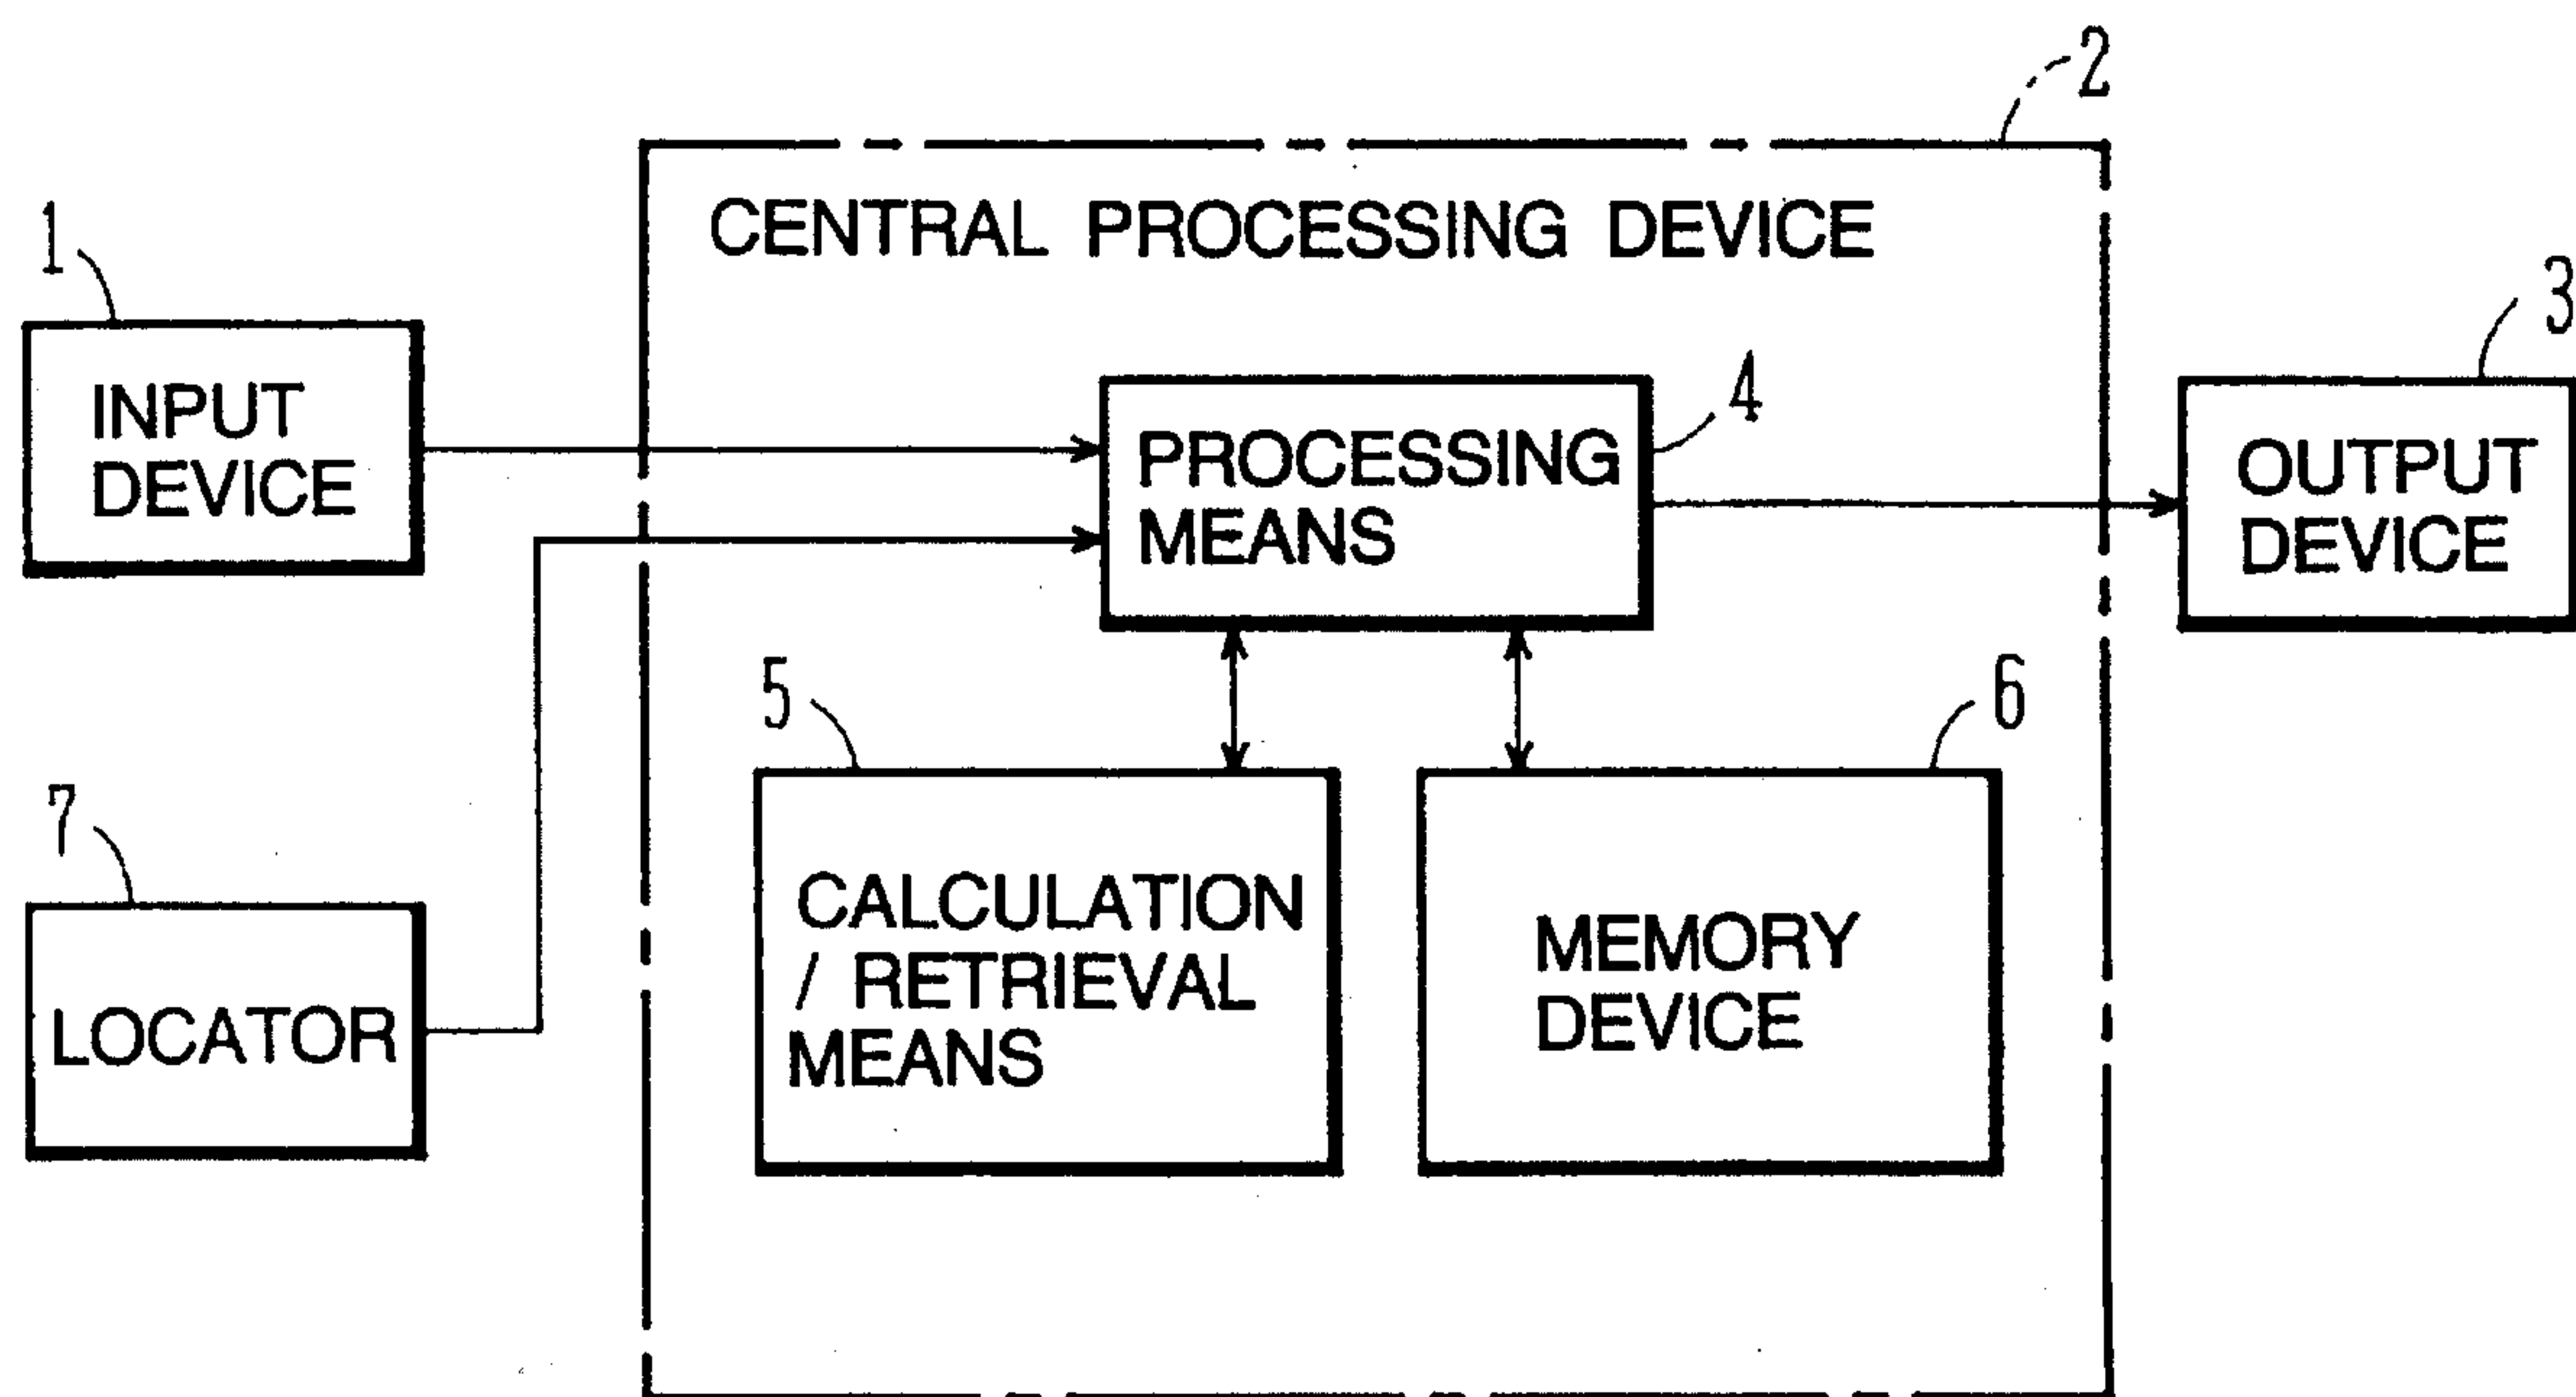 2
CENTRAL PROCESSING DEVICE
1
INPUT
DEVICE
3
OUTPUT
DEVICE
4
PROCESSING
MEANS
5
CALCULATION
/ RETRIEVAL
MEANS
6
MEMORY
DEVICE
7
LOCATOR